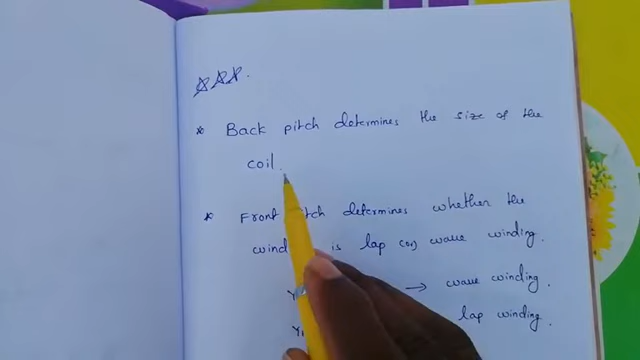 * Back pitch determines the size of the
coil.
* Front pitch determines whether the
is lap (or) wave winding.
→ wave winding.
lap winding.